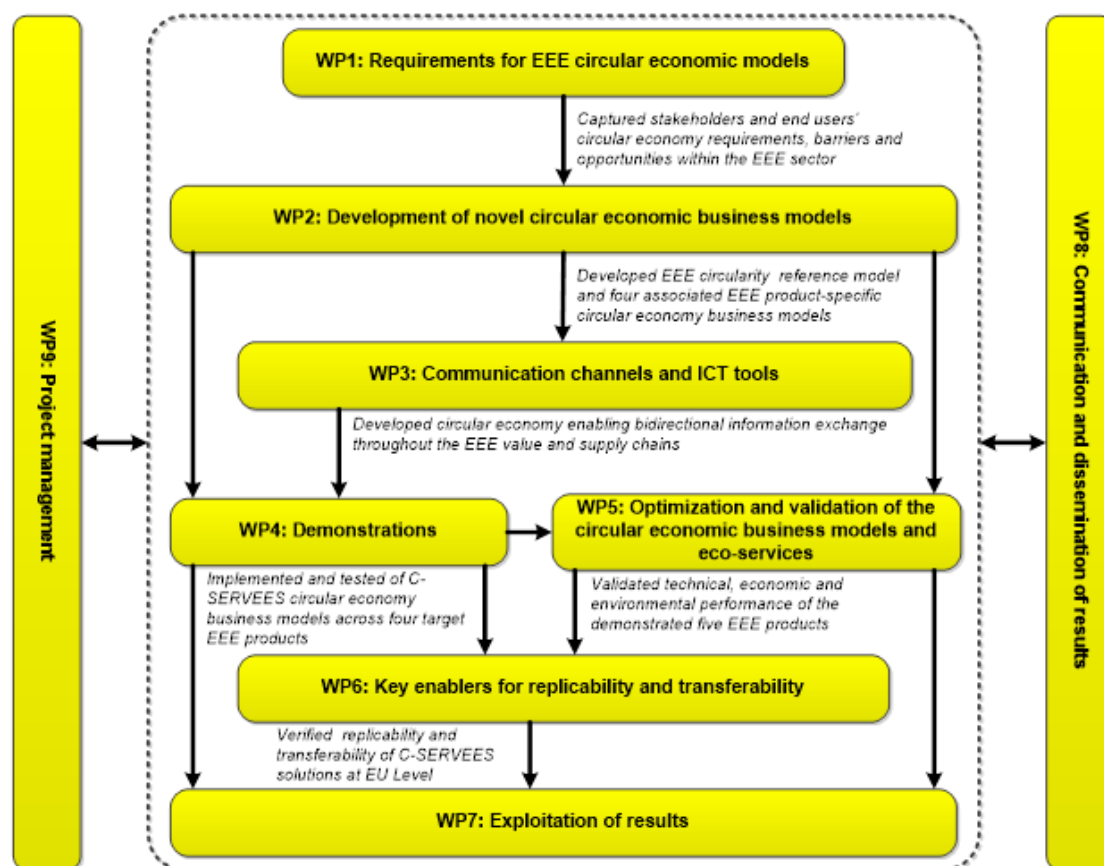 WP1: Requirements for EEE circular economic models
Captured stakeholders and end users'
circular economy requirements, barriers and
opportunities within the EEE sector
WP2: Development of novel circular economic business models
Developed EEE circularity reference model
and four associated EEE product-specific
circular economy business models
WP3: Communication channels and ICT tools
Developed circular economy enabling bidirectional information exchange
throughout the EEE value and supply chains
WP4: Demonstrations
WP5: Optimization and validation of the
circular economic business models and
eco-services
Implemented and tested of C-
SERVEES circular economy
business models across four target
EEE products
Validated technical, economic and
environmental performance of the
demonstrated five EEE products
WP6: Key enablers for replicability and transferability
Verified replicability and
transferability of C-SERVEES
solutions at EU Level
WP7: Exploitation of results
WP9: Project management
WP8: Communication and dissemination of results